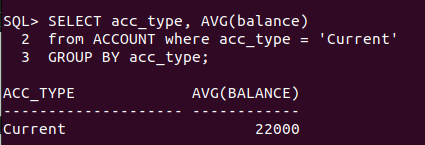 SQL> SELECT acc_type, AVG(balance)
  2  from ACCOUNT where acc_type = 'Current'
  3  GROUP BY acc_type;
ACC_TYPE             AVG(BALANCE)
-------------------- ------------
Current                     22000